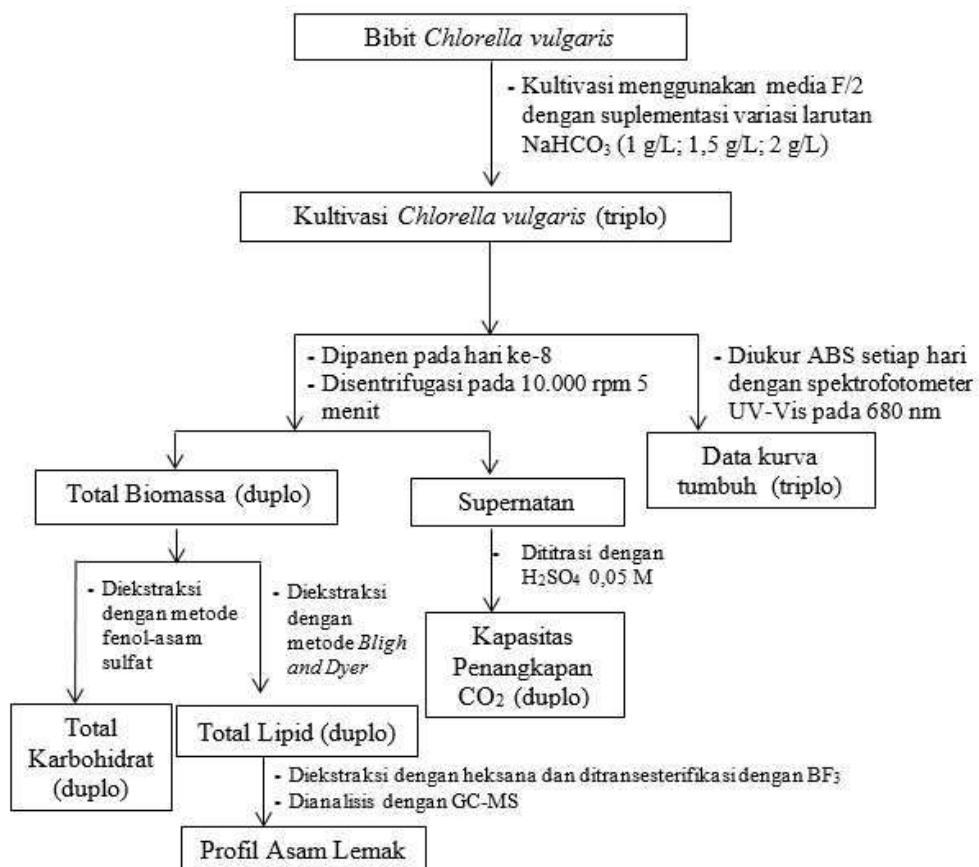 Bibit Chlorella vulgaris
- Kultivasi menggunakan media F/2
dengan suplementasi variasi larutan
NaHCO₃ (1 g/L; 1,5 g/L; 2 g/L)
Kultivasi Chlorella vulgaris (triplo)
- Dipanen pada hari ke-8
- Disentrifugasi pada 10.000 rpm 5
menit
- Diukur ABS setiap hari
dengan spektrofotometer
UV-Vis pada 680 nm
Total Biomassa (duplo)
Supernatan
Data kurva
tumbuh (triplo)
- Diekstraksi
dengan metode
fenol-asam
sulfat
- Diekstraksi
dengan
metode Bligh
and Dyer
- Dititrasi dengan
H₂SO₄ 0,05 M
Total
Karbohidrat
(duplo)
Total Lipid (duplo)
Kapasitas
Penangkapan
CO₂ (duplo)
- Diekstraksi dengan heksana dan ditransesterifikasi dengan BF₃
- Dianalisis dengan GC-MS
Profil Asam Lemak